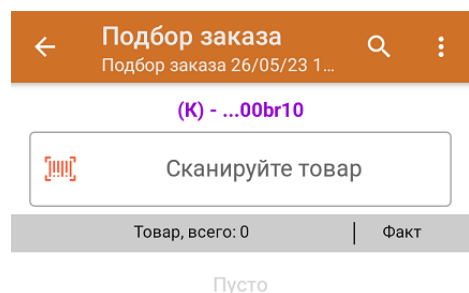 Подбор заказа
Подбор заказа 26/05/23 1...
(К) - ...00br10
Сканируйте товар
Товар, всего: 0 Факт
Пусто